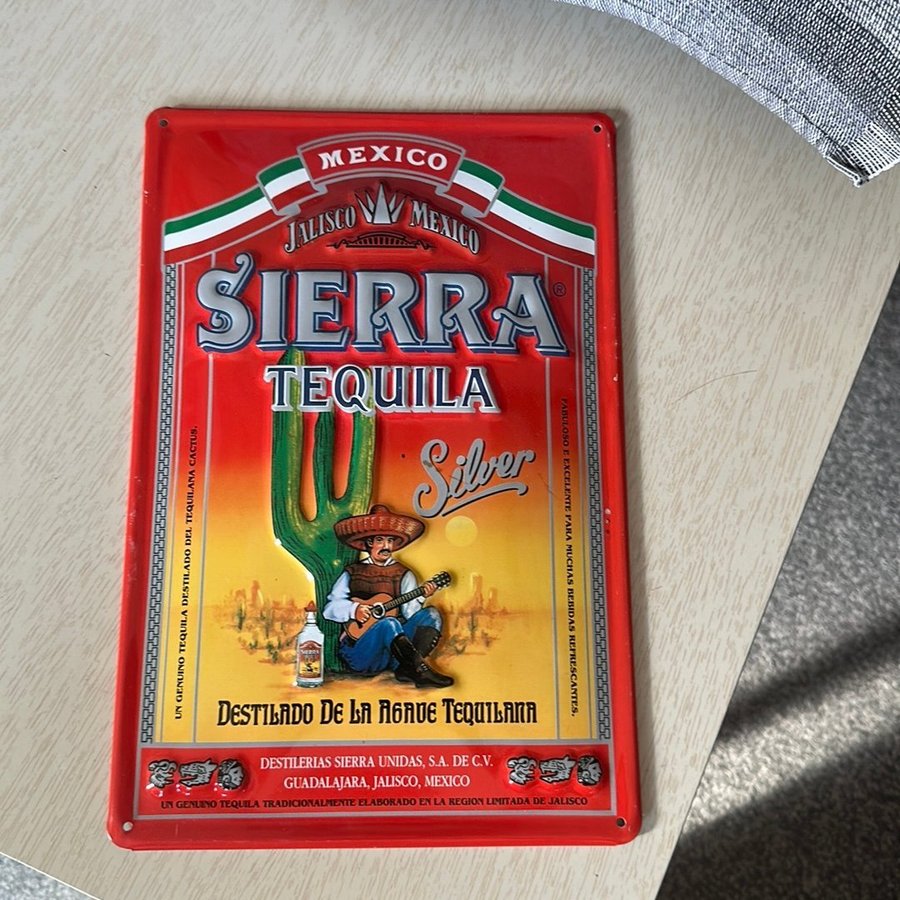 MEXICO
JALISCO MEXICO
SIERRA®
TEQUILA
Silver
UN GENUINO TEQUILA DESTILADO DEL TEQUILANA CACTUS.
FABULOSO E EXCELENTE PARA MUCHAS BEBIDAS REFRESCANTES.
SIERRA
DESTILADO DE LA AGAVE TEQUILANA
DESTILERIAS SIERRA UNIDAS, S.A. DE C.V.
GUADALAJARA, JALISCO, MEXICO
UN GENUINO TEQUILA TRADICIONALMENTE ELABORADO EN LA REGION LIMITADA DE JALISCO